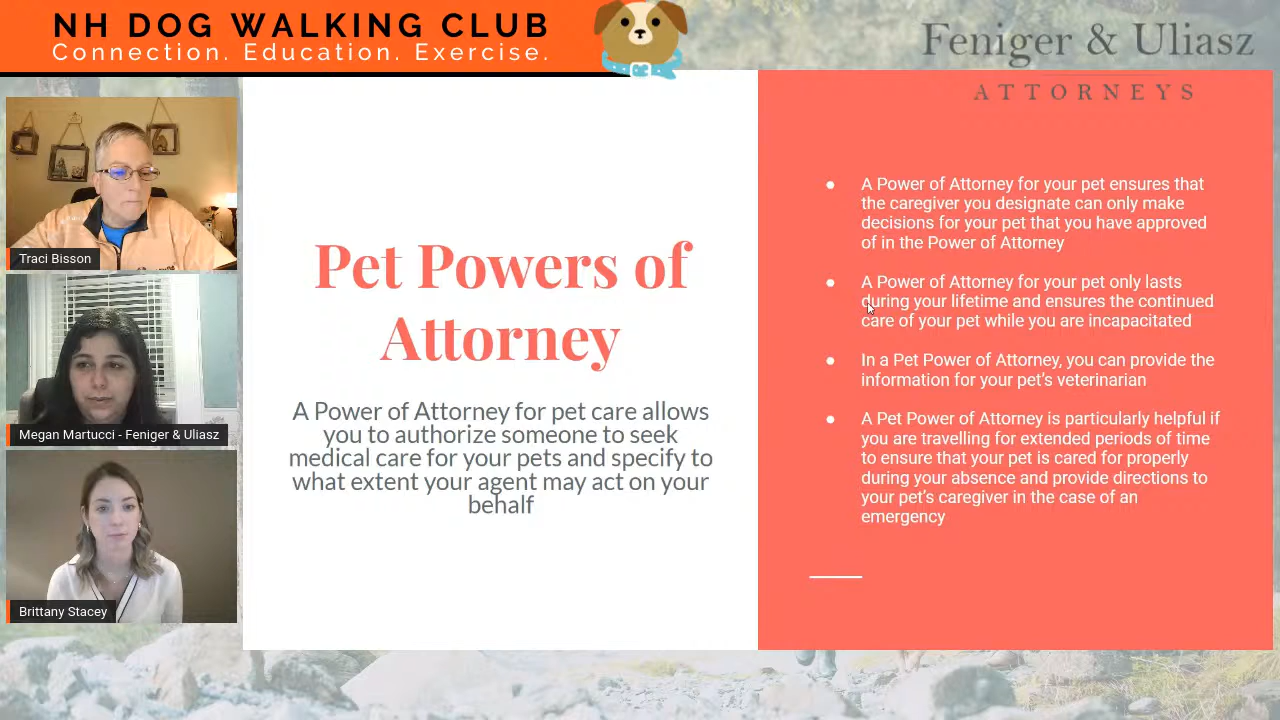 NH DOG WALKING CLUB
Connection. Education. Exercise.
Feniger & Uliasz
ATTORNEYS
Traci Bisson
Megan Martucci - Feniger & Uliasz
Brittany Stacey
Pet Powers of
Attorney
A Power of Attorney for pet care allows
you to authorize someone to seek
medical care for your pets and specify to
what extent your agent may act on your
behalf
● A Power of Attorney for your pet ensures that
the caregiver you designate can only make
decisions for your pet that you have approved
of in the Power of Attorney
● A Power of Attorney for your pet only lasts
during your lifetime and ensures the continued
care of your pet while you are incapacitated
● In a Pet Power of Attorney, you can provide the
information for your pet's veterinarian
● A Pet Power of Attorney is particularly helpful if
you are travelling for extended periods of time
to ensure that your pet is cared for properly
during your absence and provide directions to
your pet's caregiver in the case of an
emergency